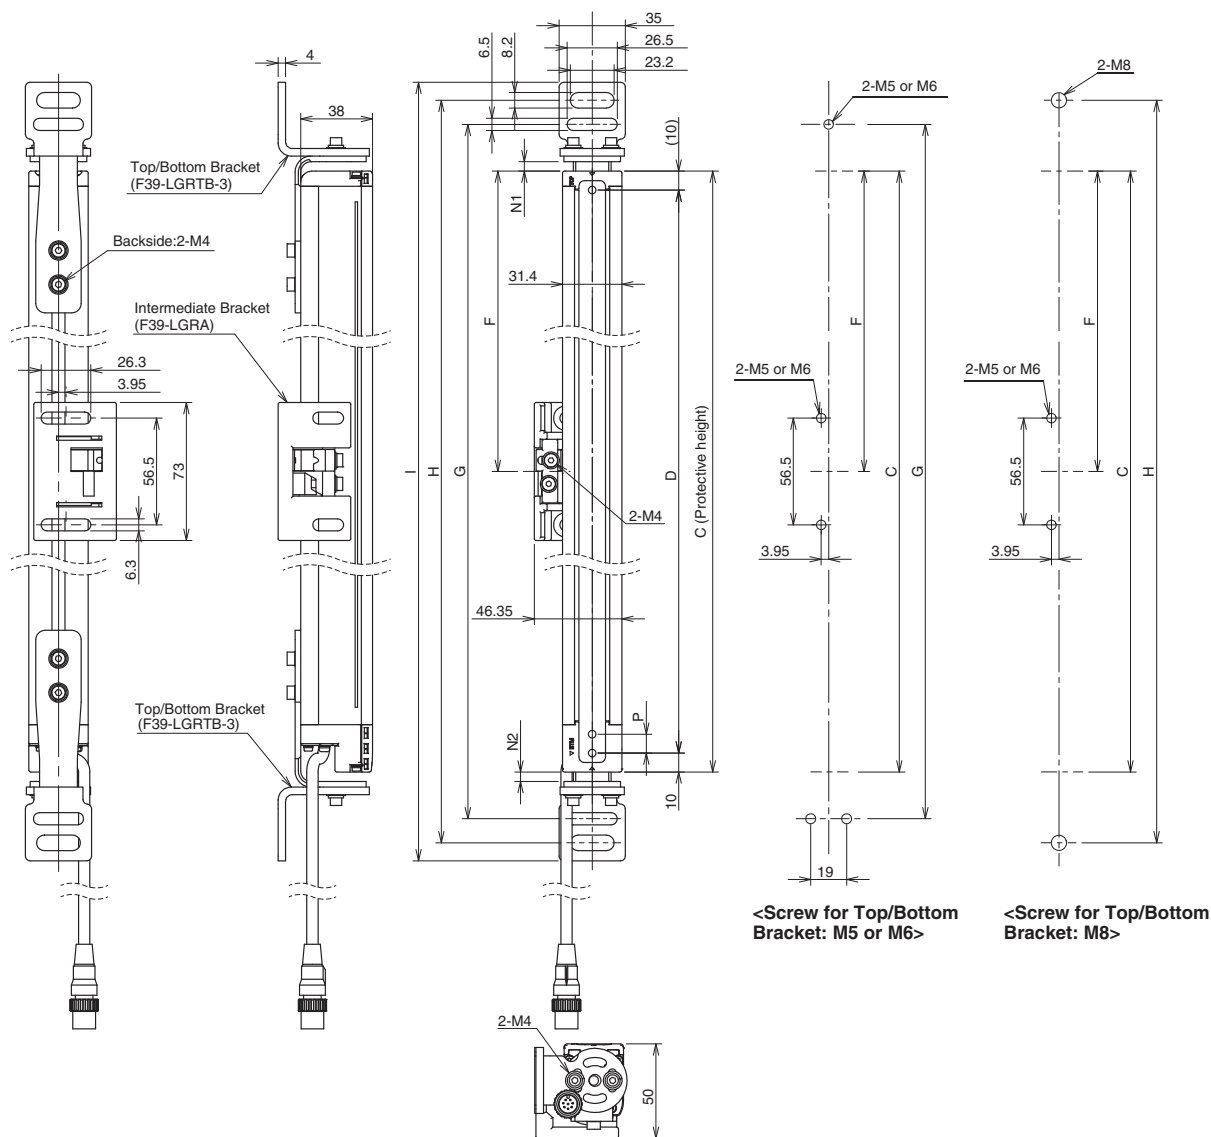 35
26.5
23.2
6.5
8.2
4
38
(10)
2-M5 or M6
2-M8
Top/Bottom Bracket
(F39-LGRTB-3)
N1
TOP
Backside:2-M4
31.4
Intermediate Bracket
(F39-LGRA)
F
F
F
26.3
3.95
2-M5 or M6
2-M5 or M6
56.5
73
I
H
G
D
C (Protective height)
56.5
C
G
56.5
C
H
2-M4
3.95
3.95
6.3
46.35
Top/Bottom Bracket
(F39-LGRTB-3)
N2
P
BTM
10
19
<Screw for Top/Bottom
Bracket: M5 or M6>
<Screw for Top/Bottom
Bracket: M8>
2-M4
50